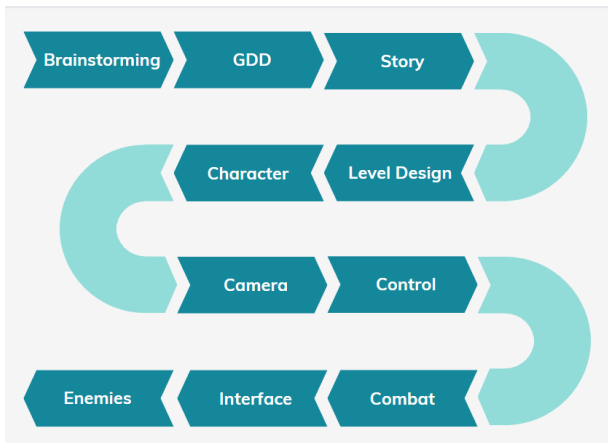 Brainstorming
GDD
Story
Level Design
Character
Camera
Control
Combat
Interface
Enemies